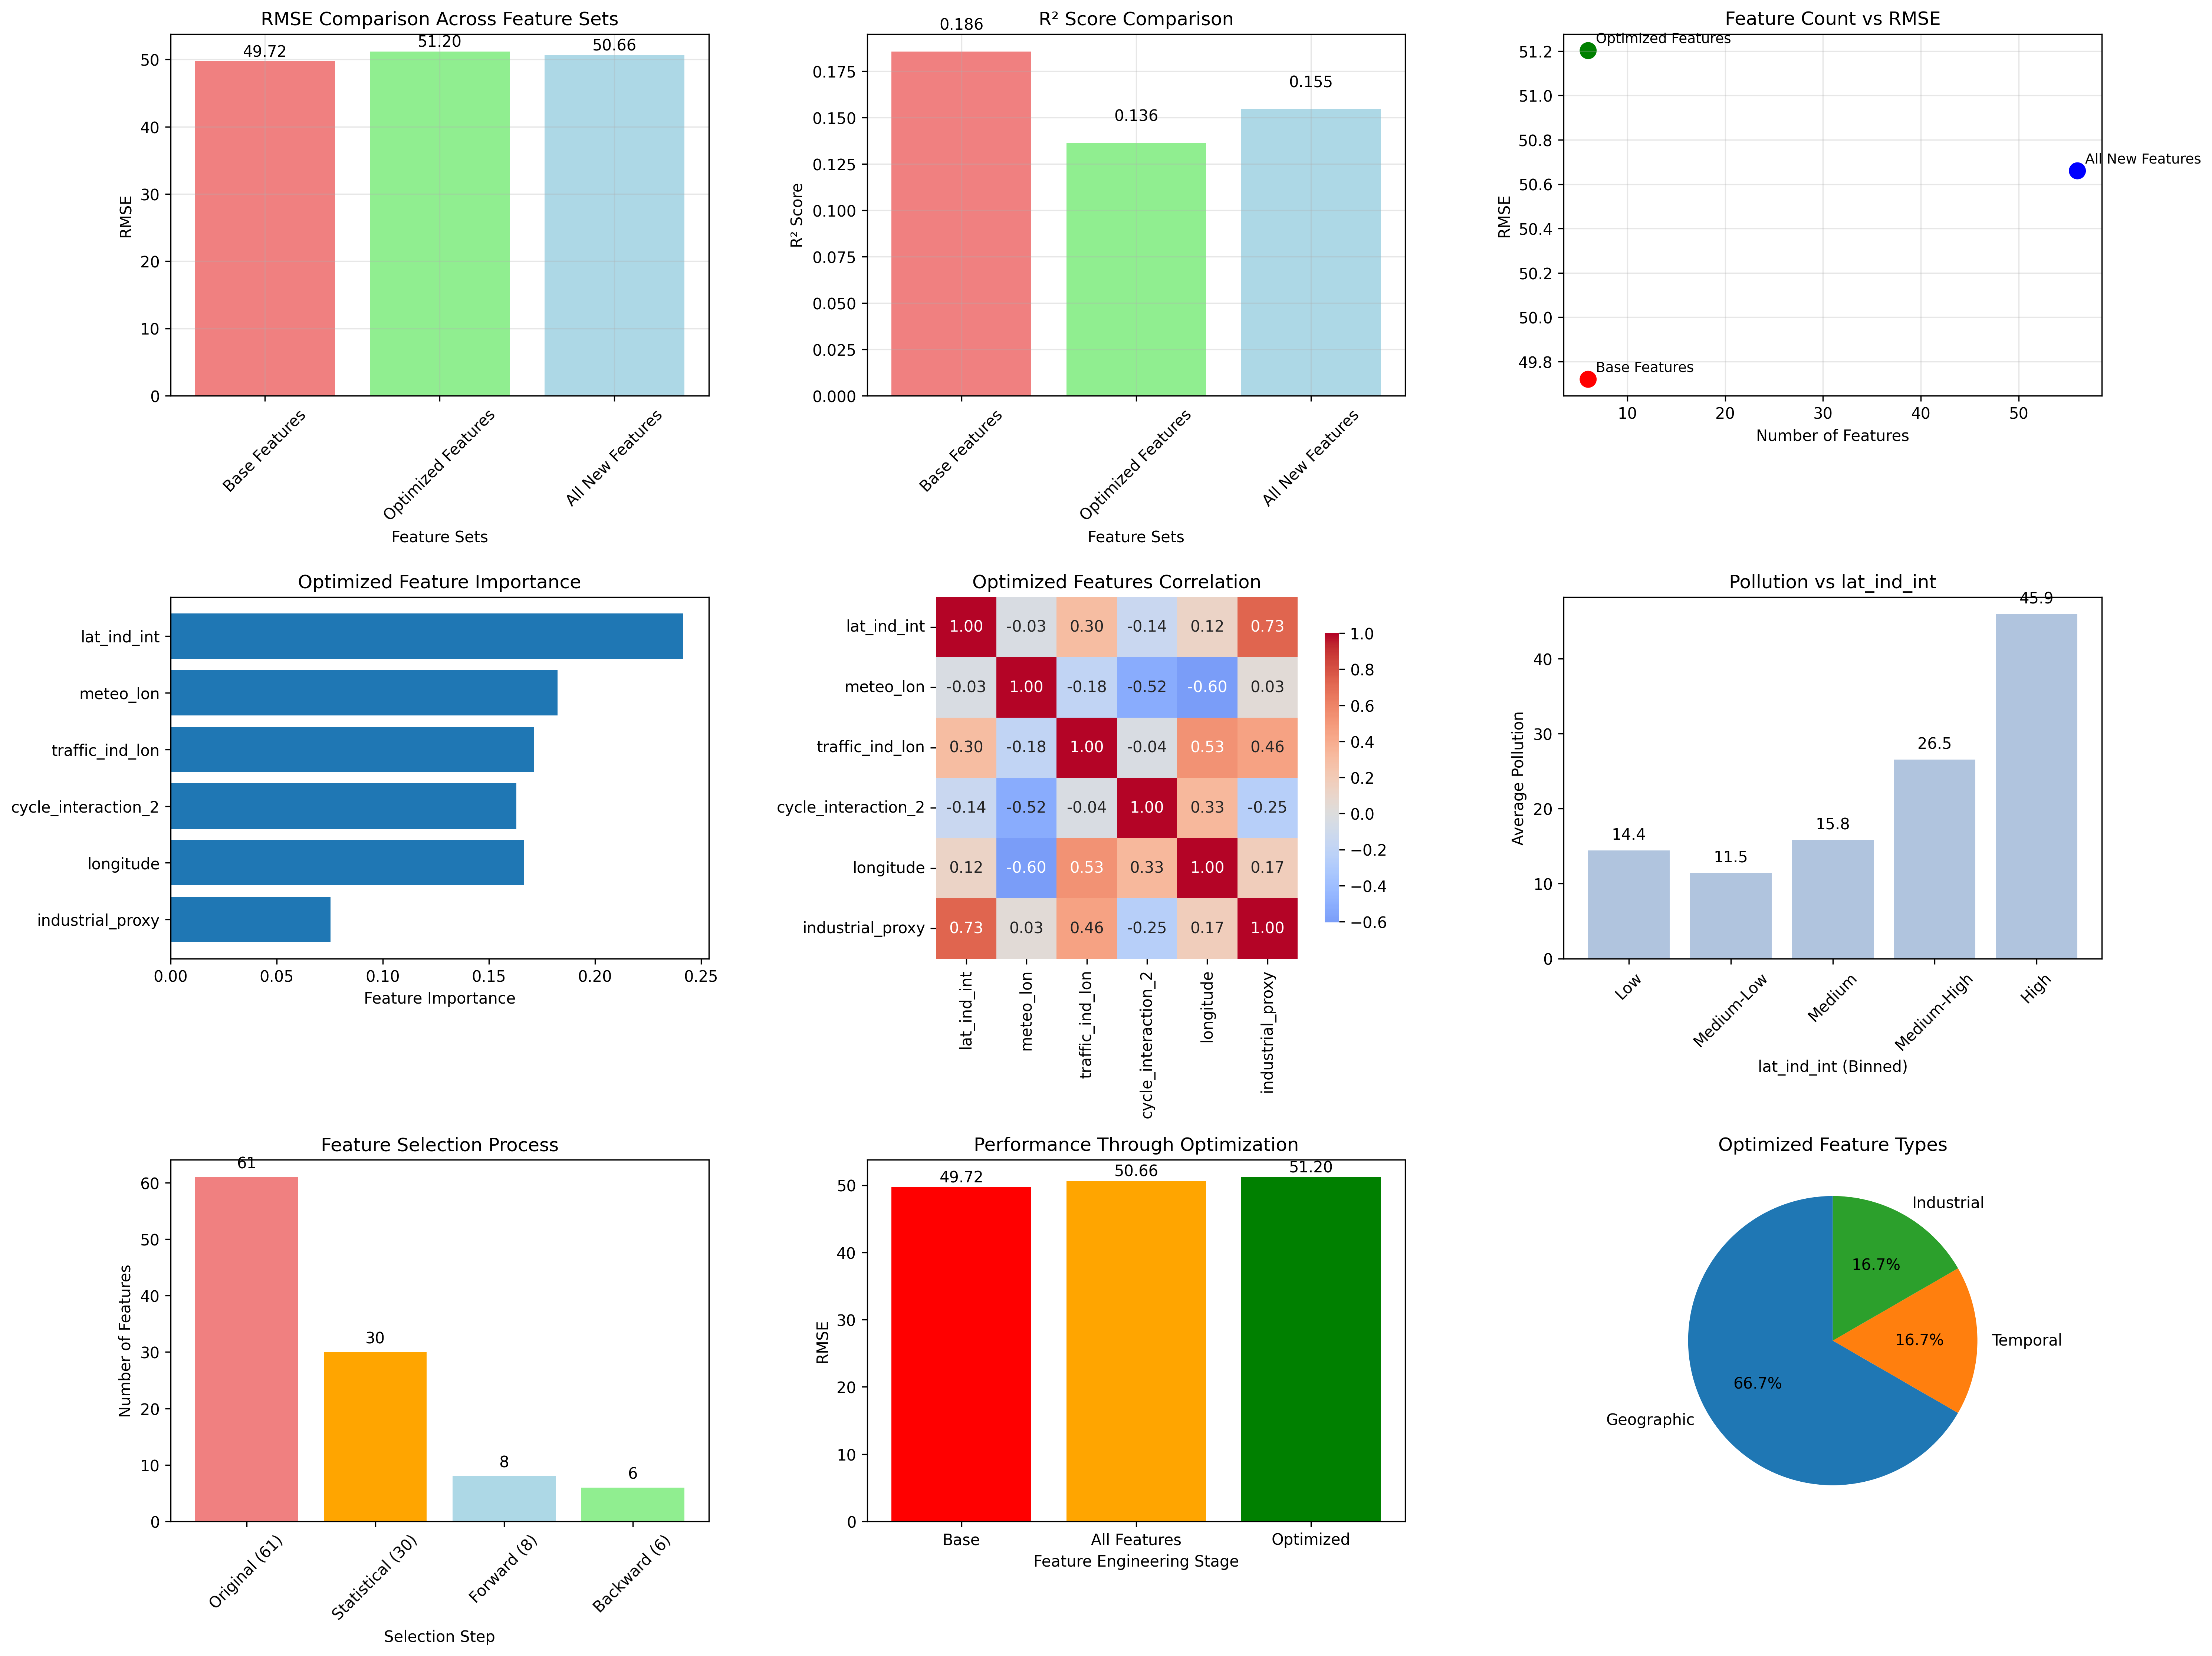 RMSE Comparison Across Feature Sets
49.72
51.20
50.66
50
40
30
20
10
0
RMSE
Base Features
Optimized Features
All New Features
Feature Sets
R² Score Comparison
0.186
0.136
0.155
0.175
0.150
0.125
0.100
0.075
0.050
0.025
0.000
R² Score
Base Features
Optimized Features
All New Features
Feature Sets
Feature Count vs RMSE
Optimized Features
All New Features
Base Features
51.2
51.0
50.8
50.6
50.4
50.2
50.0
49.8
RMSE
10 20 30 40 50
Number of Features
Optimized Feature Importance
lat_ind_int
meteo_lon
traffic_ind_lon
cycle_interaction_2
longitude
industrial_proxy
0.00 0.05 0.10 0.15 0.20 0.25
Feature Importance
Optimized Features Correlation
lat_ind_int 1.00 -0.03 0.30 -0.14 0.12 0.73
meteo_lon -0.03 1.00 -0.18 -0.52 -0.60 0.03
traffic_ind_lon 0.30 -0.18 1.00 -0.04 0.53 0.46
cycle_interaction_2 -0.14 -0.52 -0.04 1.00 0.33 -0.25
longitude 0.12 -0.60 0.53 0.33 1.00 0.17
industrial_proxy 0.73 0.03 0.46 -0.25 0.17 1.00
lat_ind_int
meteo_lon
traffic_ind_lon
cycle_interaction_2
longitude
industrial_proxy
1.0
0.8
0.6
0.4
0.2
0.0
−0.2
−0.4
−0.6
Pollution vs lat_ind_int
14.4
11.5
15.8
26.5
45.9
40
30
20
10
0
Average Pollution
Low
Medium-Low
Medium
Medium-High
High
lat_ind_int (Binned)
Feature Selection Process
61
30
8
6
60
50
40
30
20
10
0
Number of Features
Original (61)
Statistical (30)
Forward (8)
Backward (6)
Selection Step
Performance Through Optimization
49.72
50.66
51.20
50
40
30
20
10
0
RMSE
Base
All Features
Optimized
Feature Engineering Stage
Optimized Feature Types
Industrial
16.7%
Temporal
16.7%
66.7%
Geographic